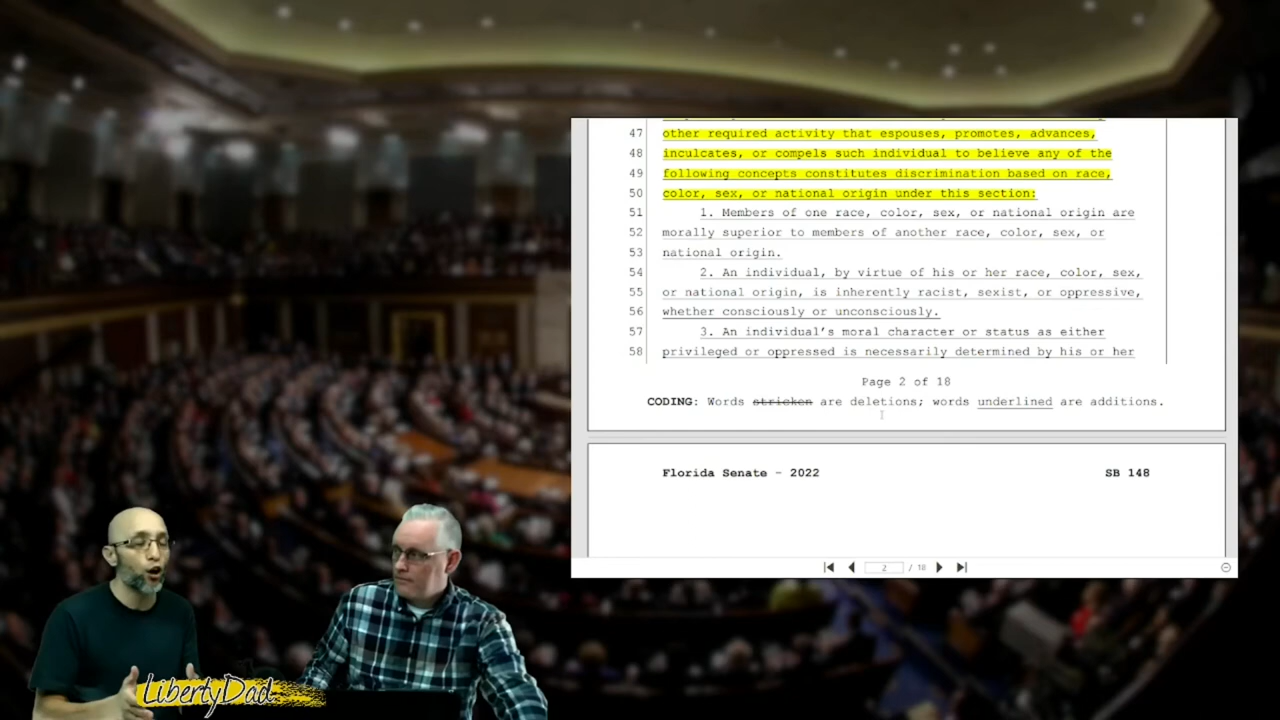 47 other required activity that espouses, promotes, advances,
48 inculcates, or compels such individual to believe any of the
49 following concepts constitutes discrimination based on race,
50 color, sex, or national origin under this section:
51 1. Members of one race, color, sex, or national origin are
52 morally superior to members of another race, color, sex, or
53 national origin.
54 2. An individual, by virtue of his or her race, color, sex,
55 or national origin, is inherently racist, sexist, or oppressive,
56 whether consciously or unconsciously.
57 3. An individual's moral character or status as either
58 privileged or oppressed is necessarily determined by his or her
Page 2 of 18
CODING: Words stricken are deletions; words underlined are additions.
Florida Senate - 2022 SB 148
2 / 18
LibertyDad